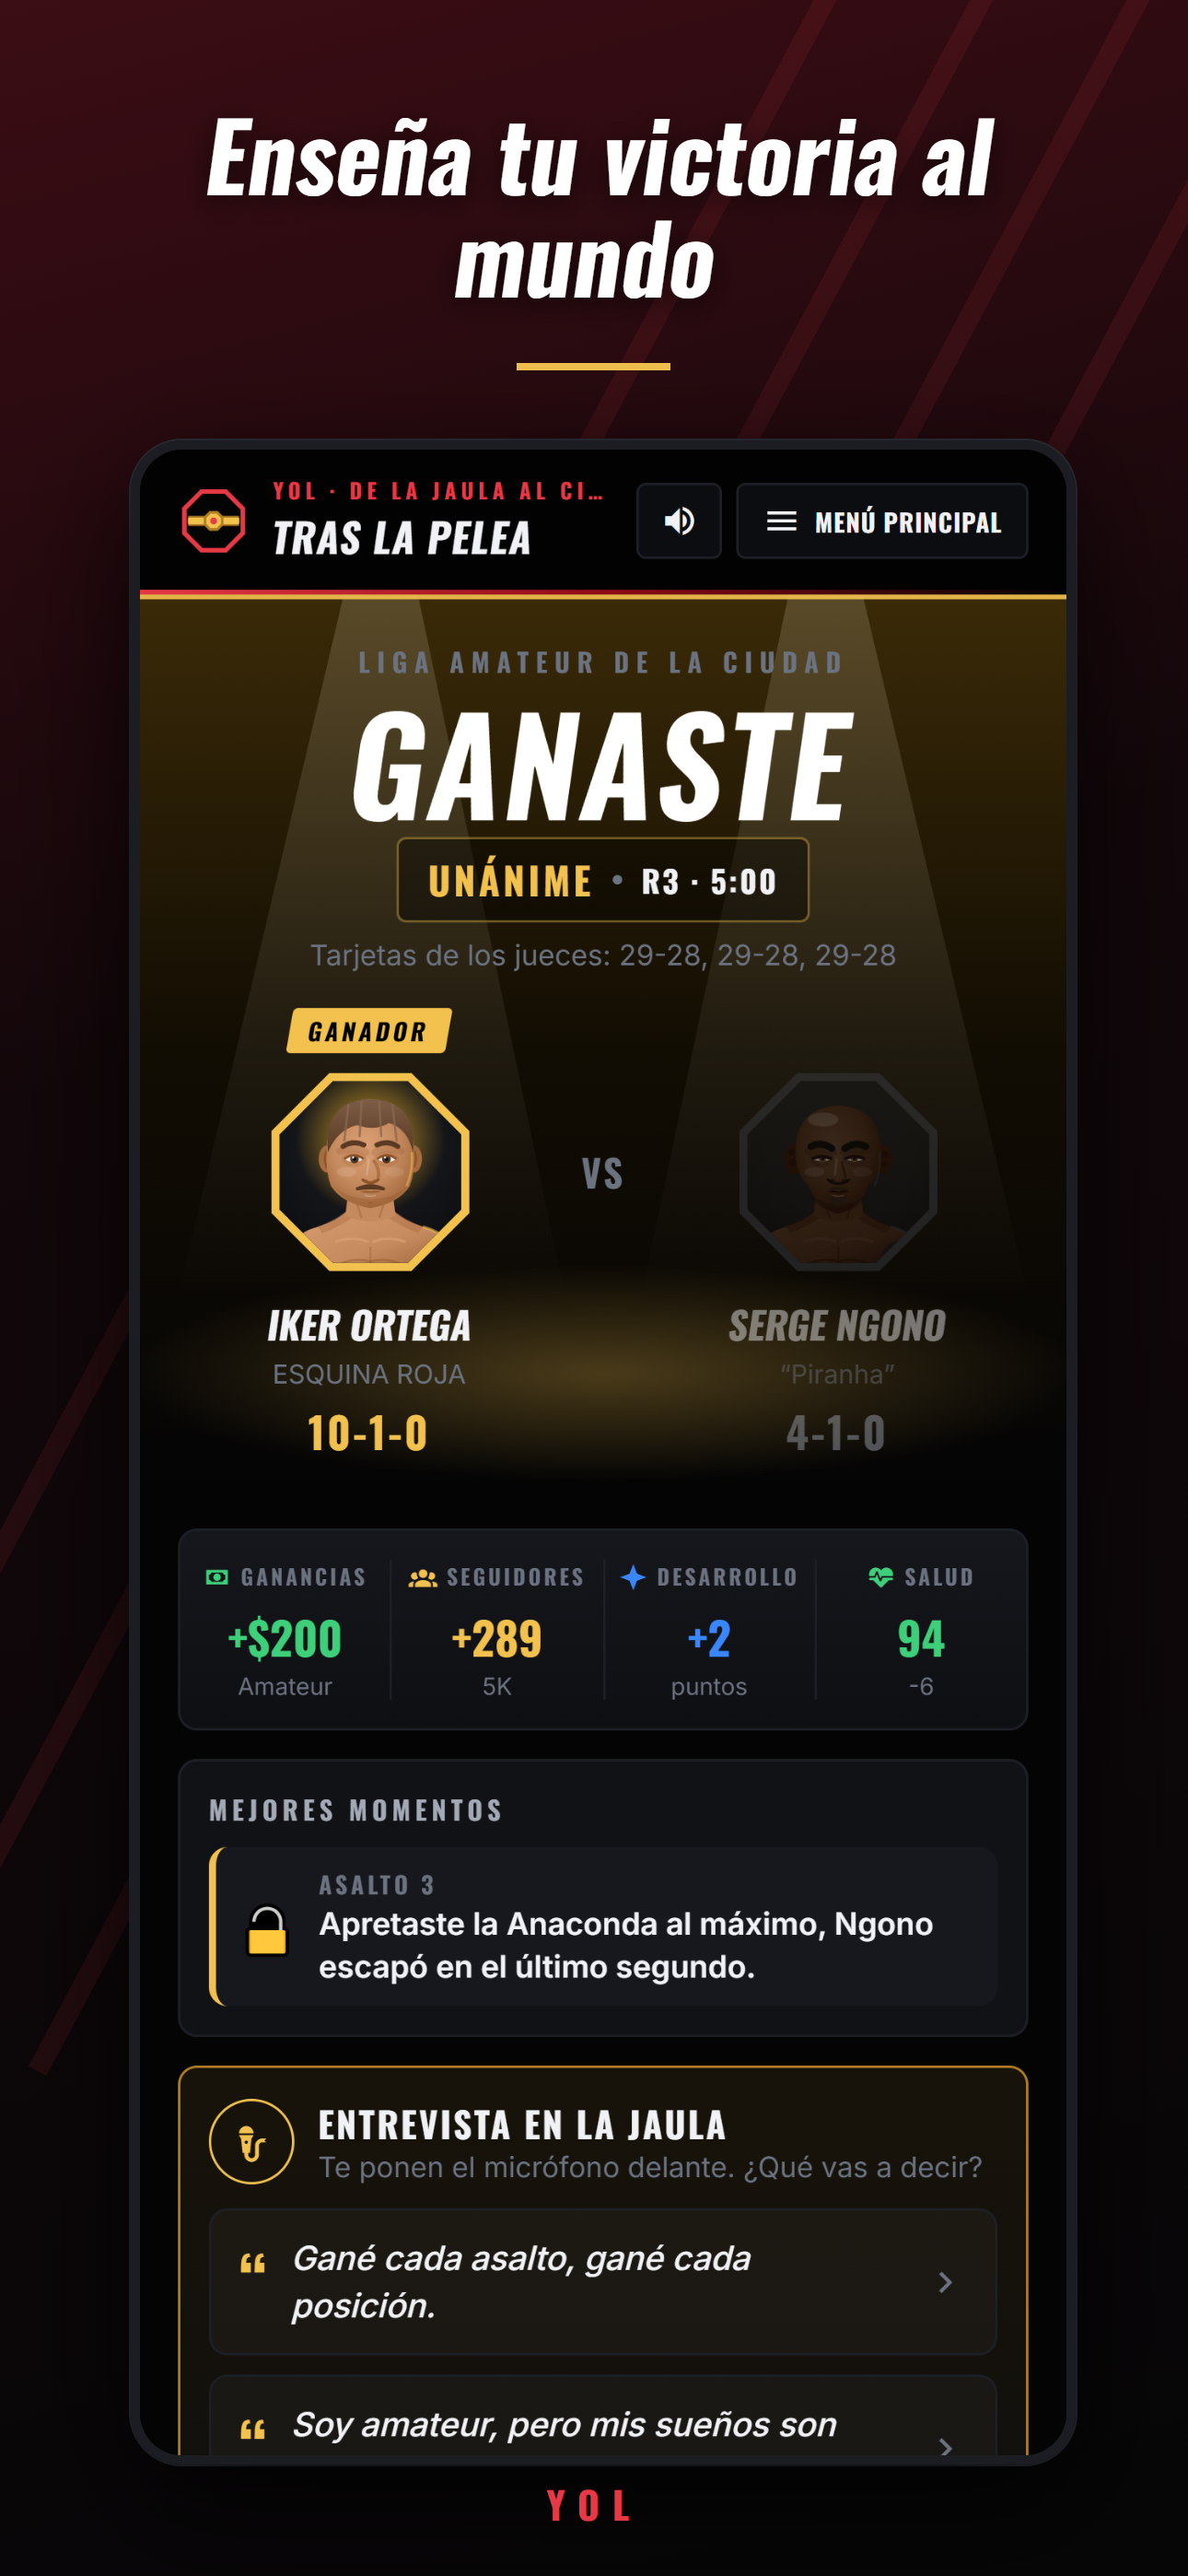 Enseña tu victoria al
mundo
YOL · DE LA JAULA AL CI...
TRAS LA PELEA
MENÚ PRINCIPAL
LIGA AMATEUR DE LA CIUDAD
GANASTE
UNÁNIME • R3 · 5:00
Tarjetas de los jueces: 29-28, 29-28, 29-28
GANADOR
VS
IKER ORTEGA
ESQUINA ROJA
10-1-0
SERGE NGONO
“Piranha”
4-1-0
GANANCIAS
+$200
Amateur
SEGUIDORES
+289
5K
DESARROLLO
+2
puntos
SALUD
94
-6
MEJORES MOMENTOS
ASALTO 3
Apretaste la Anaconda al máximo, Ngono
escapó en el último segundo.
ENTREVISTA EN LA JAULA
Te ponen el micrófono delante. ¿Qué vas a decir?
“ Gané cada asalto, gané cada
posición.
“ Soy amateur, pero mis sueños son
YOL